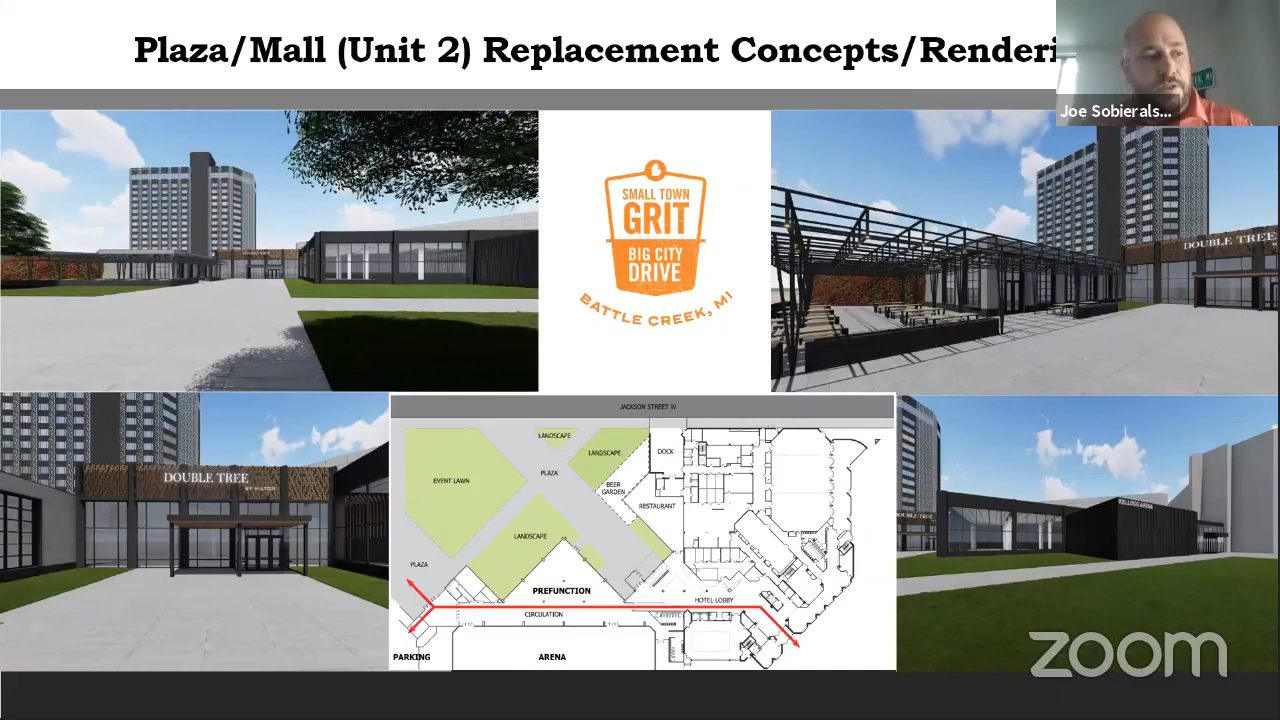 Plaza/Mall (Unit 2) Replacement Concepts/Renderi
Joe Sobierals...
SMALL TOWN
GRIT
BIG CITY
DRIVE
BATTLE CREEK, MI
DOUBLE TREE
DOUBLE TREE
BY HILTON
JACKSON STREET W
LANDSCAPE
LANDSCAPE
DOCK
PLAZA
EVENT LAWN
BEER
GARDEN
RESTAURANT
LANDSCAPE
PLAZA
PREFUNCTION
HOTEL LOBBY
CIRCULATION
PARKING
ARENA
DOUBLE TREE
KELLOGG ARENA
zoom